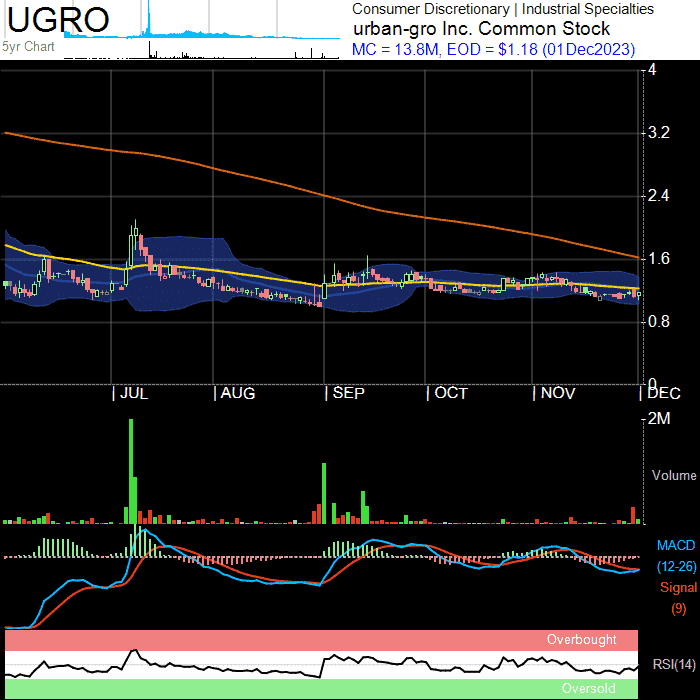 UGRO
5yr Chart
Consumer Discretionary | Industrial Specialties
urban-gro Inc. Common Stock
MC = 13.8M, EOD = $1.18 (01Dec2023)
4
3.2
2.4
1.6
0.8
0
JUL AUG SEP OCT NOV DEC
2M
Volume
MACD
(12-26)
Signal
(9)
Overbought
RSI(14)
Oversold